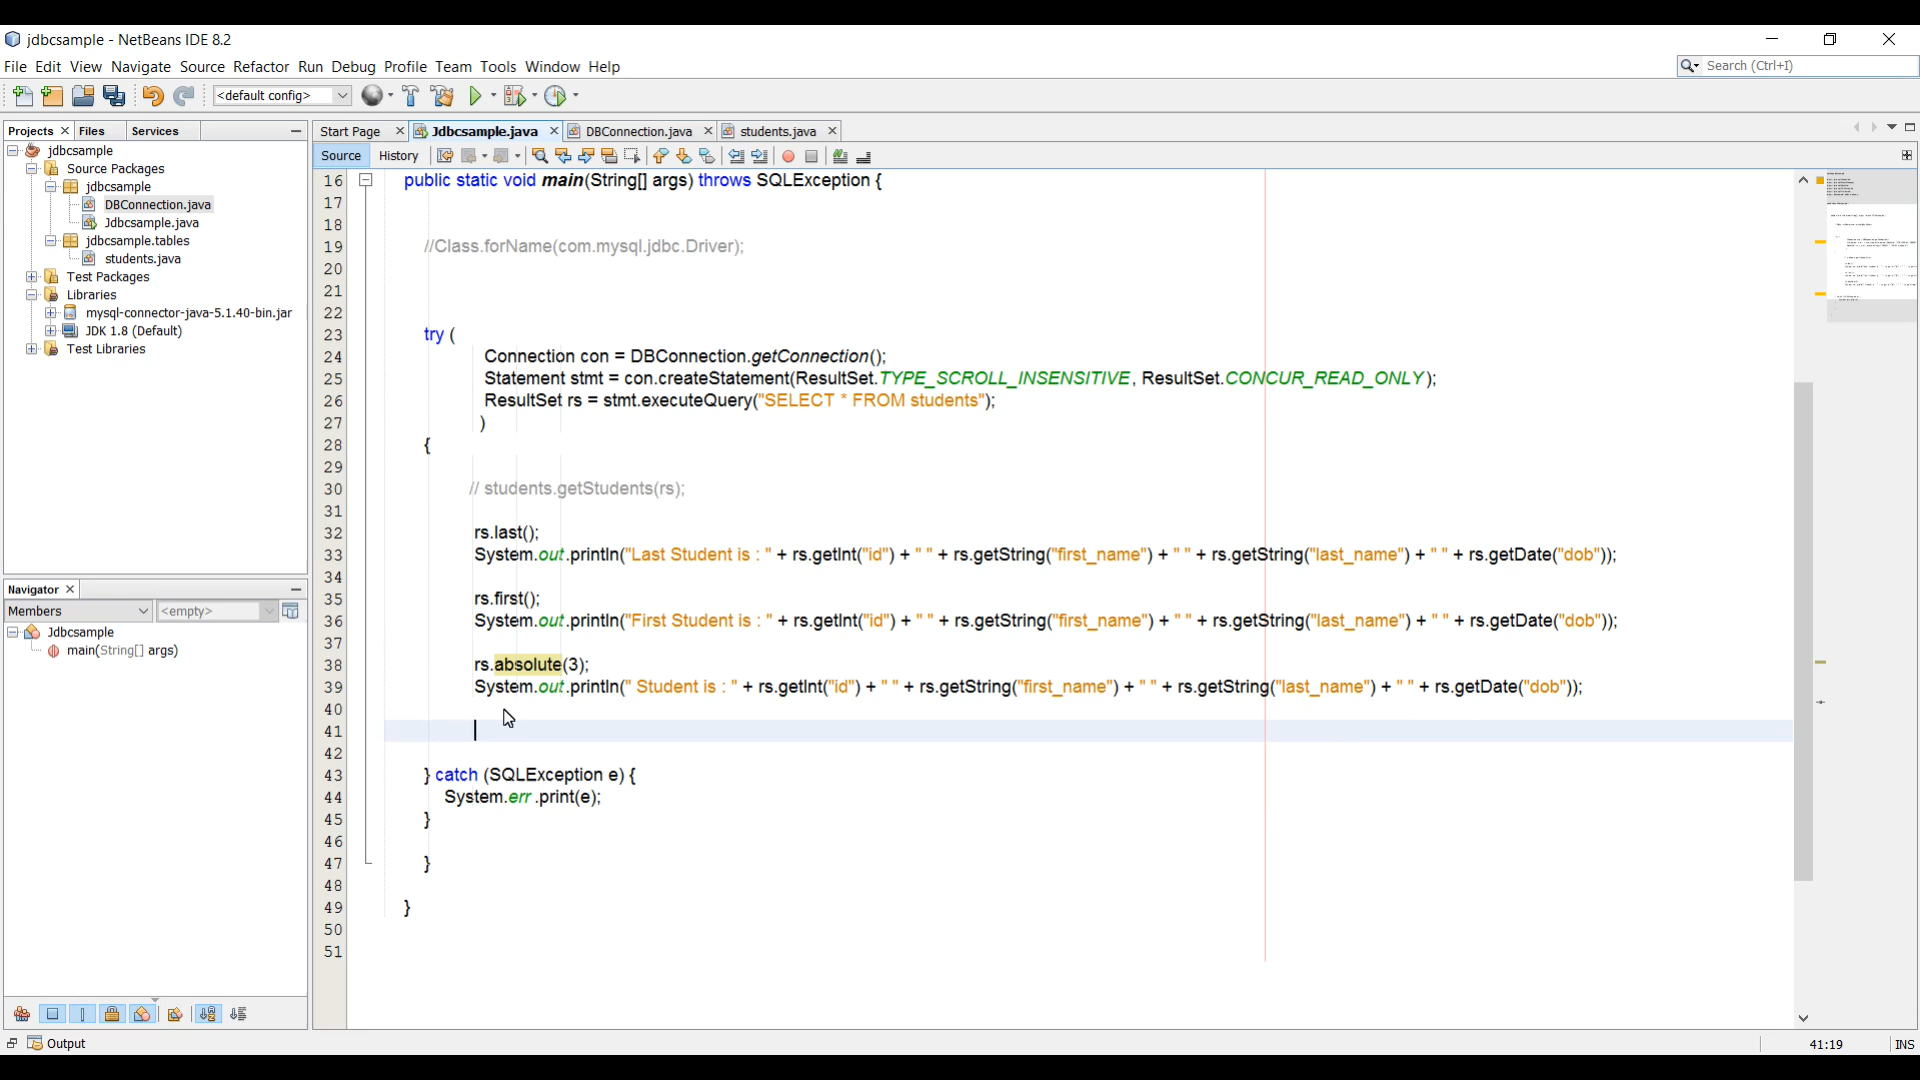 jdbcsample - NetBeans IDE 8.2
File Edit View Navigate Source Refactor Run Debug Profile Team Tools Window Help
Search (Ctrl+I)
<default config>
Projects Files Services
Start Page Jdbcsample.java DBConnection.java students.java
Source History
jdbcsample
Source Packages
jdbcsample
DBConnection.java
Jdbcsample.java
jdbcsample.tables
students.java
Test Packages
Libraries
mysql-connector-java-5.1.40-bin.jar
JDK 1.8 (Default)
Test Libraries
Navigator
Members <empty>
Jdbcsample
main(String[] args)
16 public static void main(String[] args) throws SQLException {
17
18
19 //Class.forName(com.mysql.jdbc.Driver);
20
21
22
23 try (
24 Connection con = DBConnection.getConnection();
25 Statement stmt = con.createStatement(ResultSet.TYPE_SCROLL_INSENSITIVE, ResultSet.CONCUR_READ_ONLY);
26 ResultSet rs = stmt.executeQuery("SELECT * FROM students");
27 )
28 {
29
30 // students.getStudents(rs);
31
32 rs.last();
33 System.out.println("Last Student is : " + rs.getInt("id") + " " + rs.getString("first_name") + " " + rs.getString("last_name") + " " + rs.getDate("dob"));
34
35 rs.first();
36 System.out.println("First Student is : " + rs.getInt("id") + " " + rs.getString("first_name") + " " + rs.getString("last_name") + " " + rs.getDate("dob"));
37
38 rs.absolute(3);
39 System.out.println(" Student is : " + rs.getInt("id") + " " + rs.getString("first_name") + " " + rs.getString("last_name") + " " + rs.getDate("dob"));
40
41
42
43 } catch (SQLException e) {
44 System.err.print(e);
45 }
46
47 }
48
49 }
50
51
Output
41:19 INS